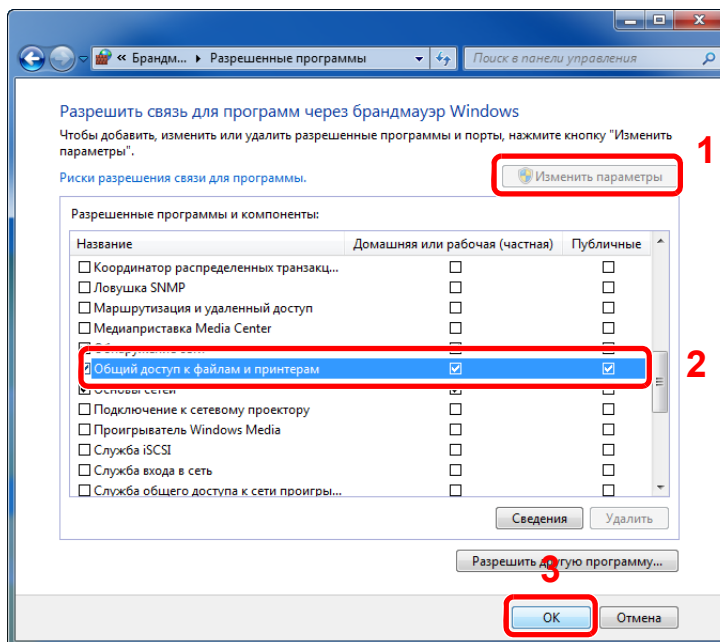 « Брандм... ▸ Разрешенные программы
Поиск в панели управления
Разрешить связь для программ через брандмауэр Windows
Чтобы добавить, изменить или удалить разрешенные программы и порты, нажмите кнопку "Изменить
параметры".
1
Риски разрешения связи для программы.
Изменить параметры
Разрешенные программы и компоненты:
Название Домашняя или рабочая (частная) Публичные
Координатор распределенных транзакц...
Ловушка SNMP
Маршрутизация и удаленный доступ
Медиаприставка Media Center
Обнаружение сети
Общий доступ к файлам и принтерам
2
Основы сетей
Подключение к сетевому проектору
Проигрыватель Windows Media
Служба iSCSI
Служба входа в сеть
Служба общего доступа к сети проигры...
Сведения Удалить
Разрешить другую программу...
3
ОК Отмена